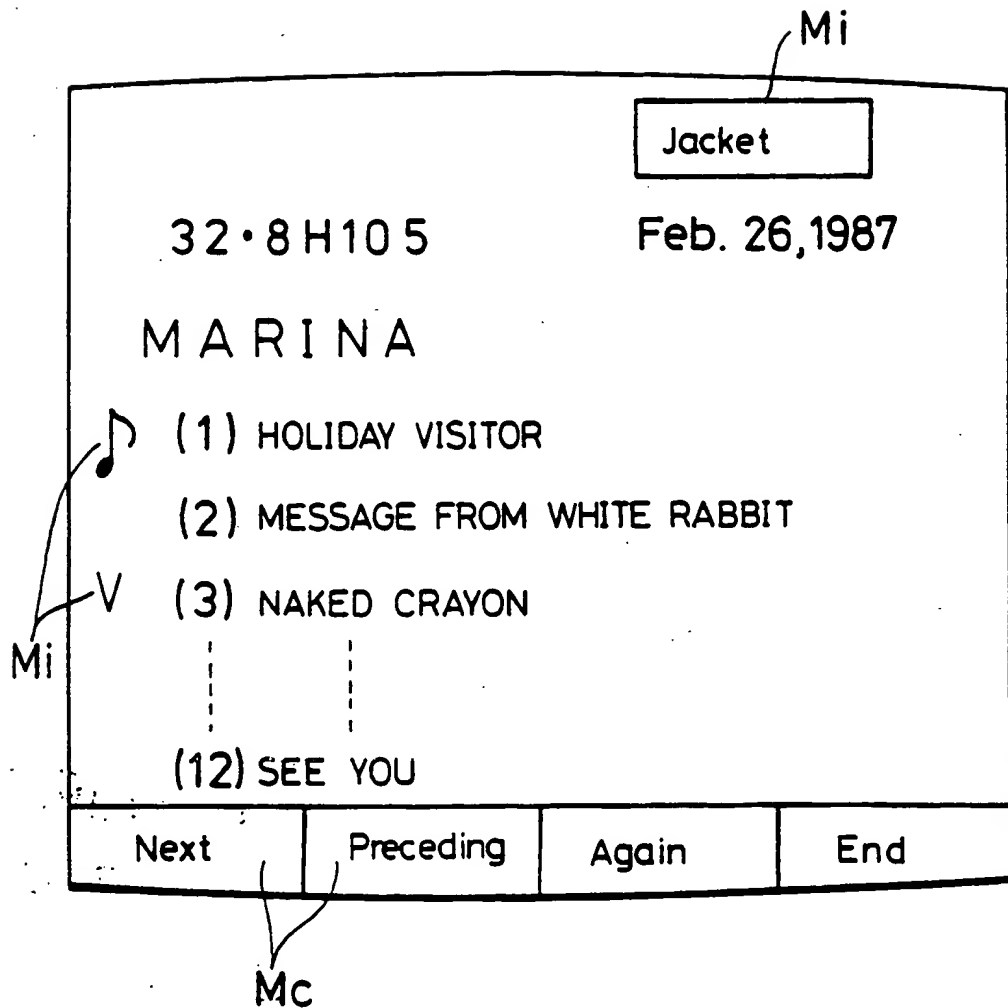 Mi
Jacket
32・8H105 Feb. 26,1987
MARINA
(1) HOLIDAY VISITOR
(2) MESSAGE FROM WHITE RABBIT
V (3) NAKED CRAYON
Mi
(12) SEE YOU
Next Preceding Again End
Mc